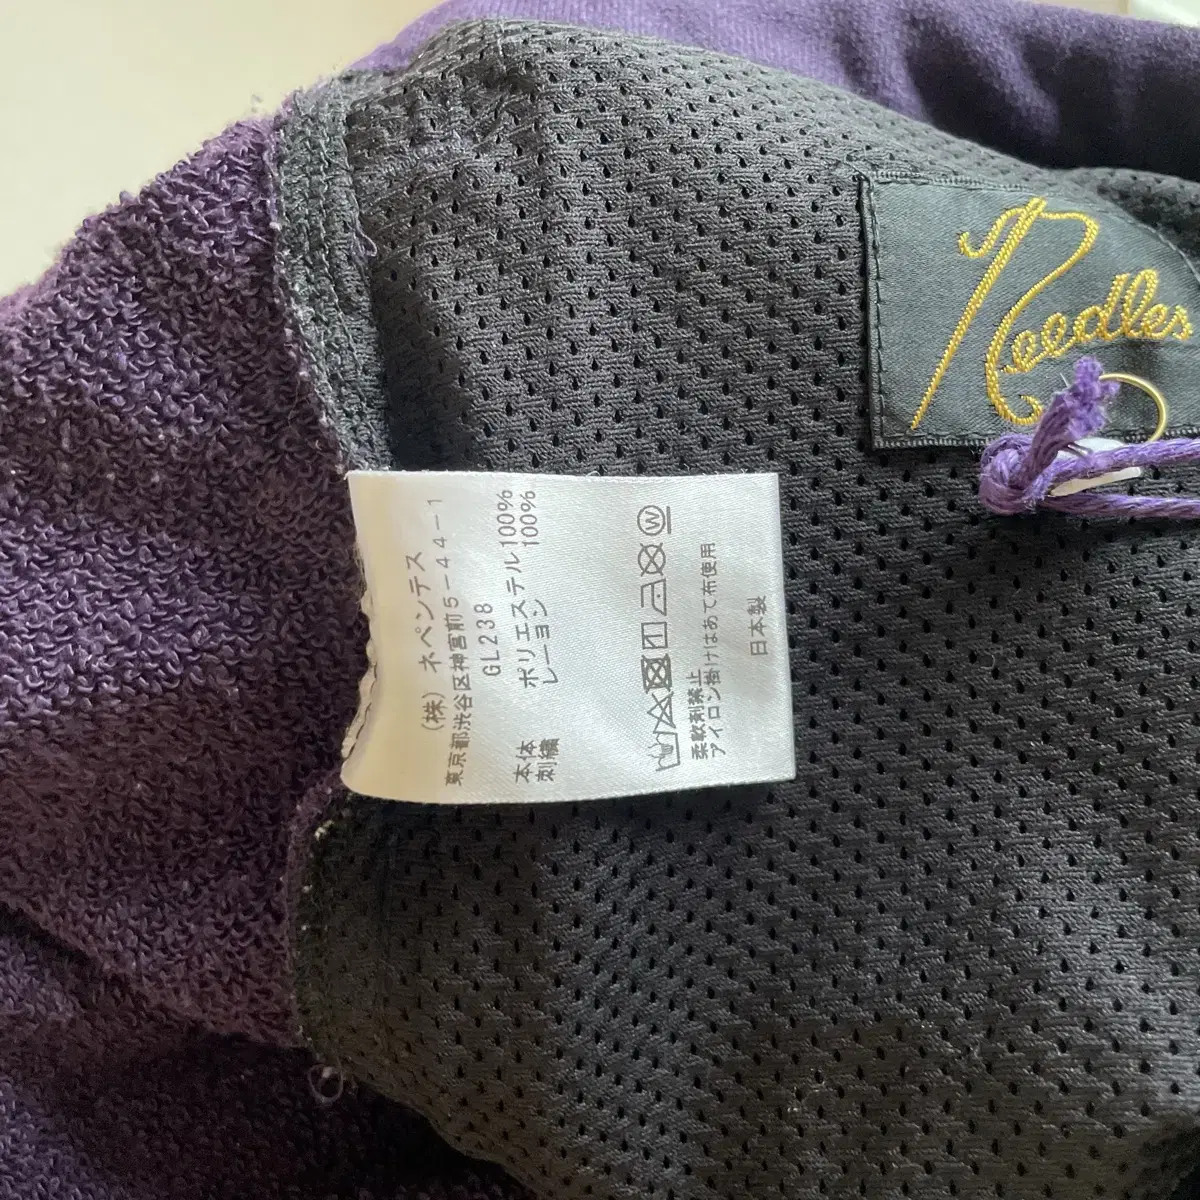 Needles
(株) ネペンテス
東京都渋谷区神宮前5-44-1
GL238
本体 ポリエステル100%
刺繍 レーヨン 100%
W
柔軟剤禁止
アイロン掛けはあて布使用
日本製